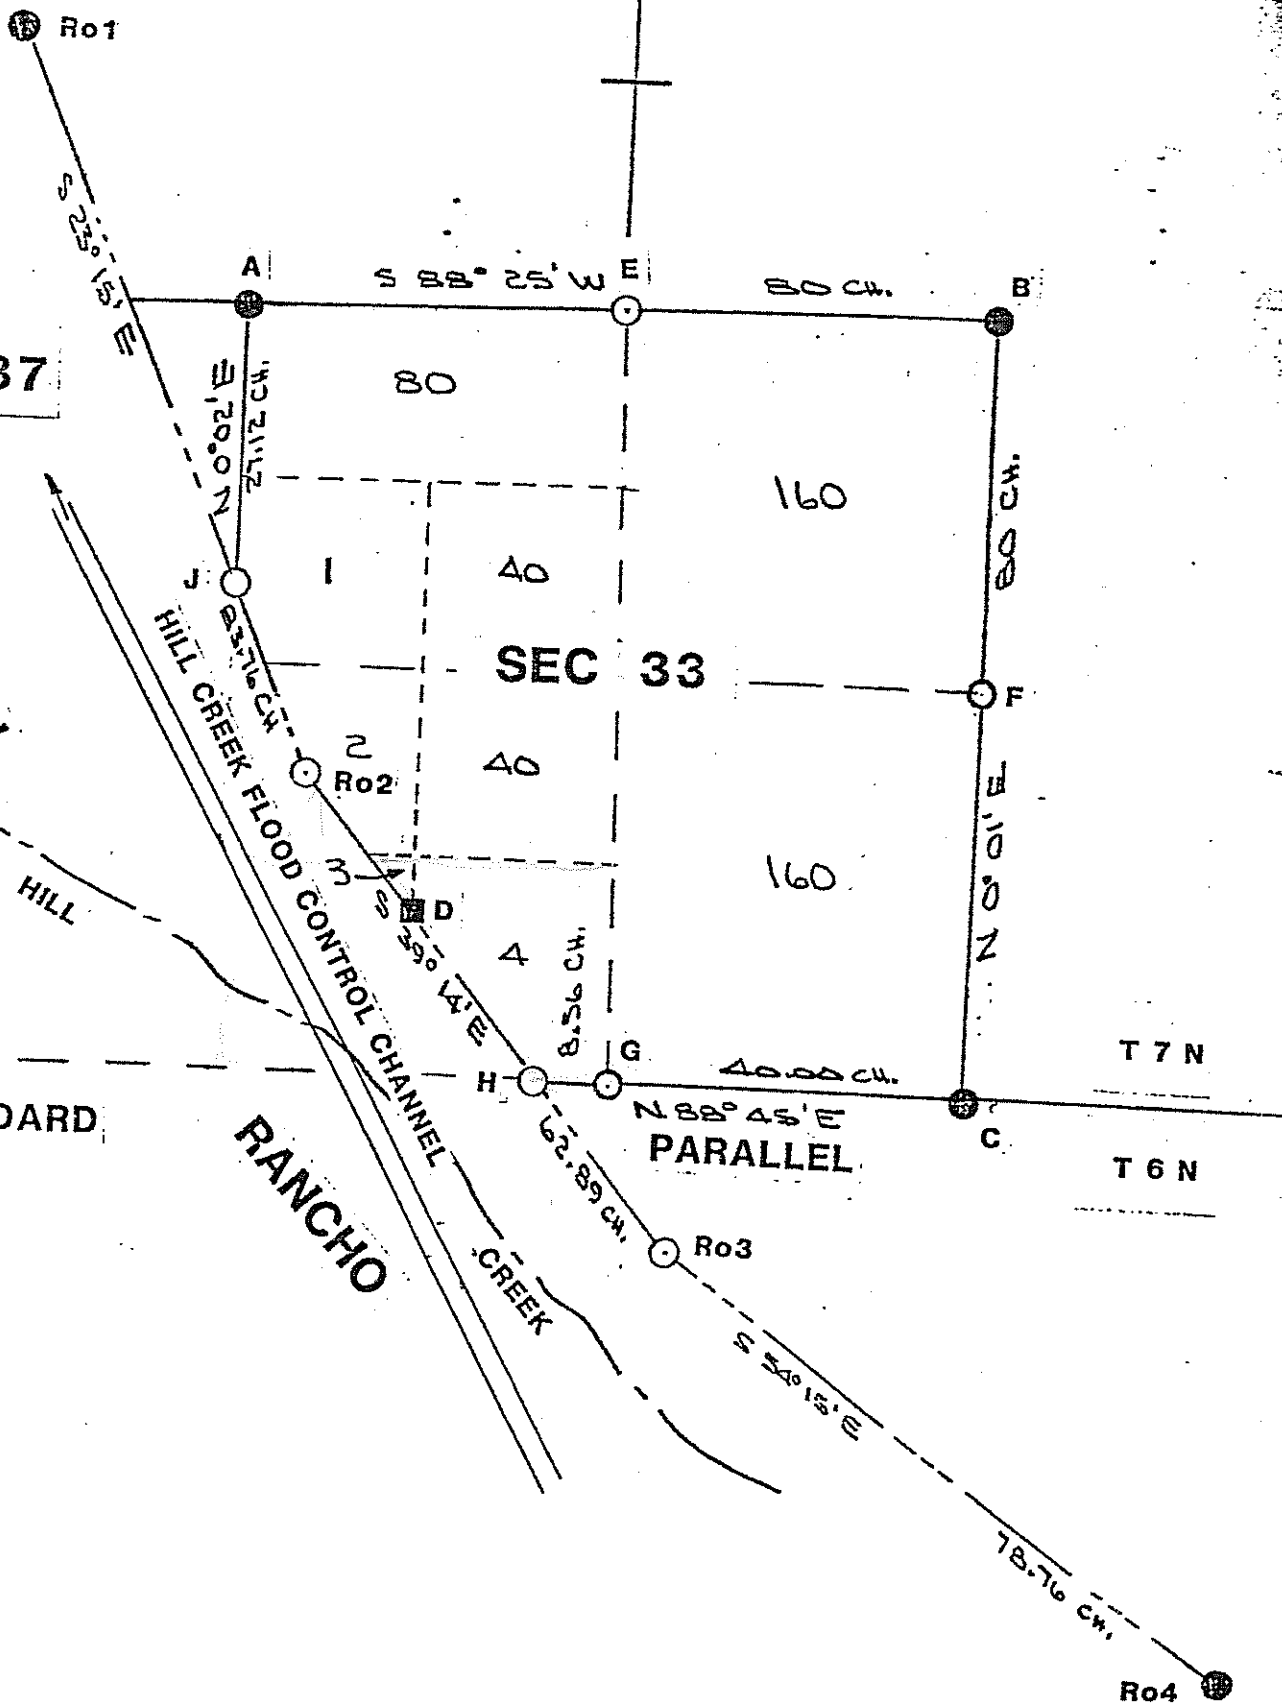 Ro1
S 23° 15' E
A
S 88° 25' W
E
80 CH.
B
37
N 0°02' E
27.12 CH.
80
160
80 CH.
J
1
40
SEC 33
F
83.76 CH
HILL CREEK FLOOD CONTROL CHANNEL
2
40
Ro2
N 0° 01' E
160
HILL
3
D
S 39° 14' E
4
8.56 CH.
G
H
40.00 CH.
T 7 N
N 88° 45' E
C
DARD
PARALLEL
T 6 N
RANCHO
62.89 CH.
Ro3
CREEK
S 54° 15' E
78.76 CH.
Ro4